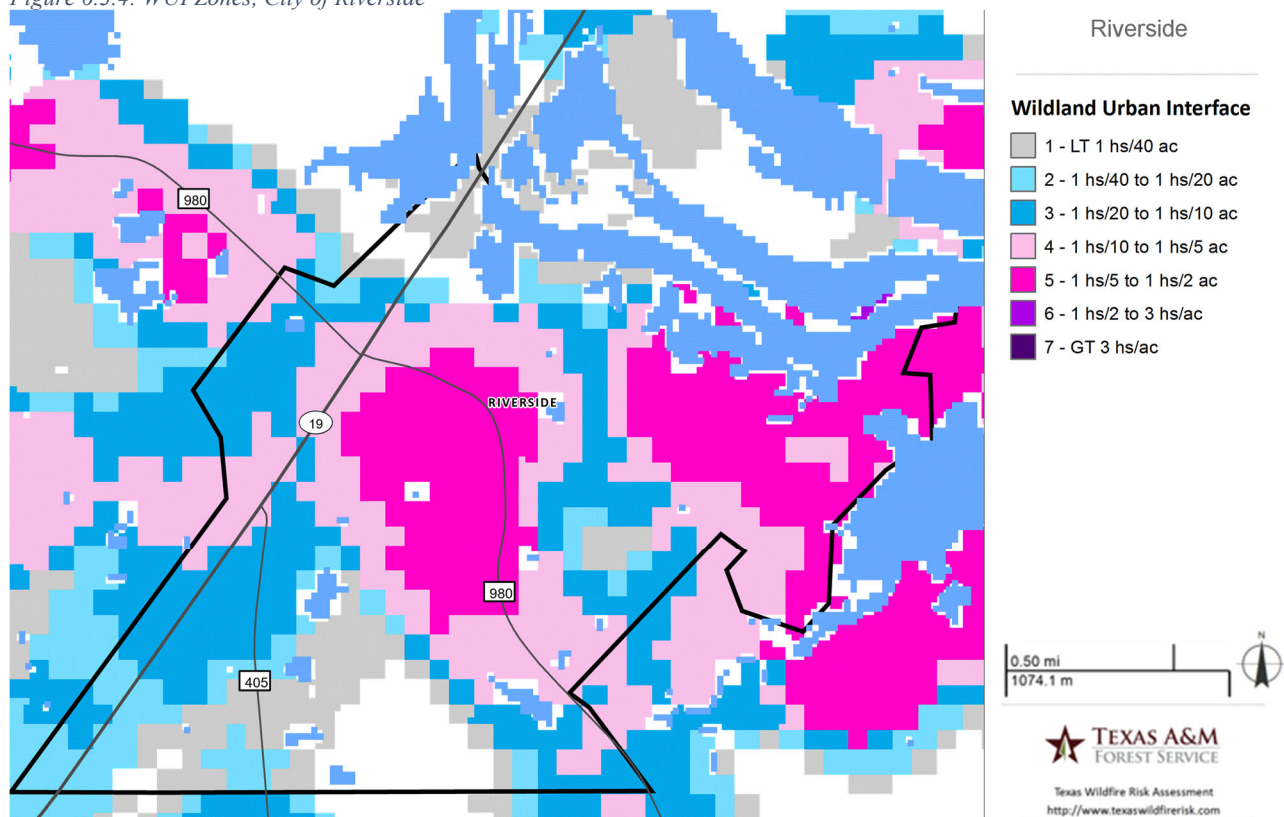 Figure 6.5.4: WUI Zones, City of Riverside
Riverside
Wildland Urban Interface
1 - LT 1 hs/40 ac
2 - 1 hs/40 to 1 hs/20 ac
3 - 1 hs/20 to 1 hs/10 ac
4 - 1 hs/10 to 1 hs/5 ac
5 - 1 hs/5 to 1 hs/2 ac
6 - 1 hs/2 to 3 hs/ac
7 - GT 3 hs/ac
980
RIVERSIDE
19
980
405
0.50 mi
1074.1 m
N
TEXAS A&M
FOREST SERVICE
Texas Wildfire Risk Assessment
http://www.texaswildfirerisk.com